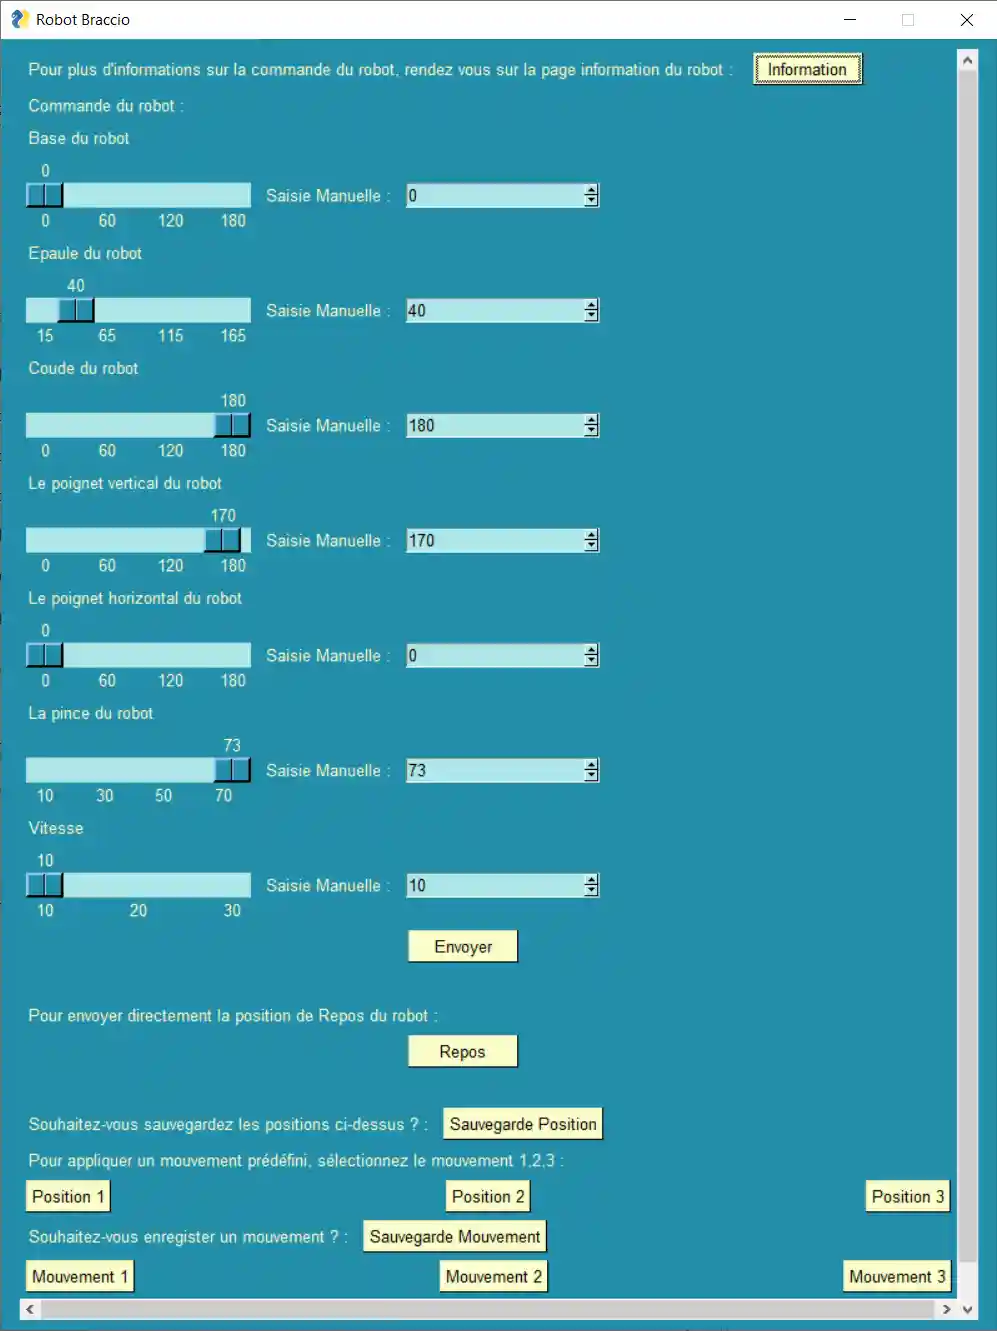 Robot Braccio
Pour plus d'informations sur la commande du robot, rendez vous sur la page information du robot : Information
Commande du robot :
Base du robot
0
Saisie Manuelle : 0
0 60 120 180
Epaule du robot
40
Saisie Manuelle : 40
15 65 115 165
Coude du robot
180
Saisie Manuelle : 180
0 60 120 180
Le poignet vertical du robot
170
Saisie Manuelle : 170
0 60 120 180
Le poignet horizontal du robot
0
Saisie Manuelle : 0
0 60 120 180
La pince du robot
73
Saisie Manuelle : 73
10 30 50 70
Vitesse
10
Saisie Manuelle : 10
10 20 30
Envoyer
Pour envoyer directement la position de Repos du robot :
Repos
Souhaitez-vous sauvegardez les positions ci-dessus ? : Sauvegarde Position
Pour appliquer un mouvement prédéfini, sélectionnez le mouvement 1,2,3 :
Position 1 Position 2 Position 3
Souhaitez-vous enregister un mouvement ? : Sauvegarde Mouvement
Mouvement 1 Mouvement 2 Mouvement 3